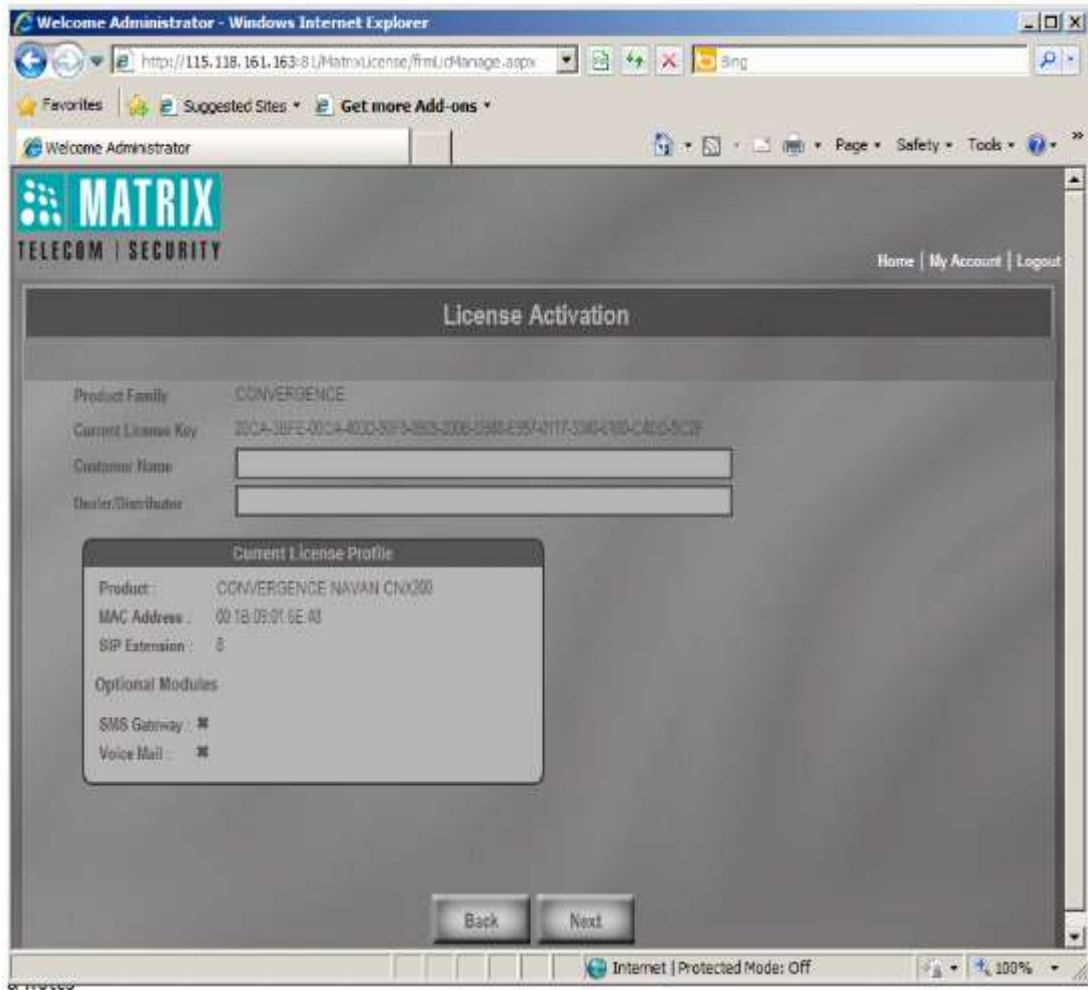 Welcome Administrator - Windows Internet Explorer
http://115.118.161.163:81/MatrixLicense/frmLicManage.aspx Bing
Favorites Suggested Sites Get more Add-ons
Welcome Administrator Page Safety Tools
MATRIX
TELECOM | SECURITY
Home | My Account | Logout
License Activation
Product Family CONVERGENCE
Current License Key
Customer Name
Dealer/Distributor
Current License Profile
Product : CONVERGENCE NAVAN CNX200
MAC Address :
SIP Extension :
Optional Modules
SMS Gateway :
Voice Mail :
Back Next
Internet | Protected Mode: Off 100%